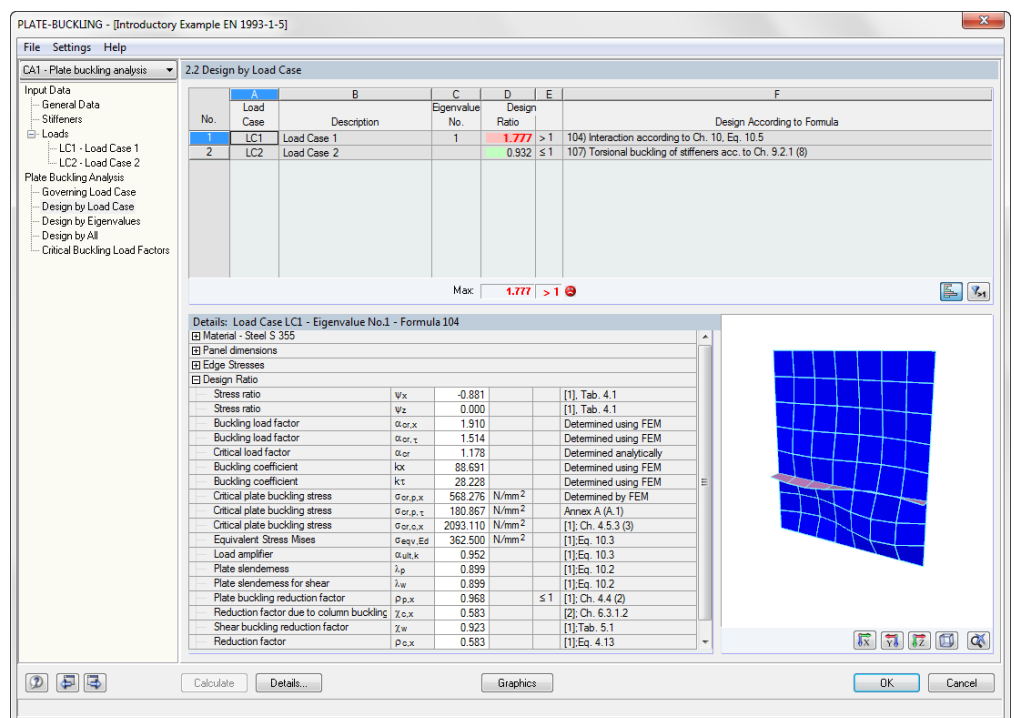 PLATE-BUCKLING - [Introductory Example EN 1993-1-5]
File Settings Help
CA1 - Plate buckling analysis
2.2 Design by Load Case
Input Data
General Data
Stiffeners
Loads
LC1 - Load Case 1
LC2 - Load Case 2
Plate Buckling Analysis
Governing Load Case
Design by Load Case
Design by Eigenvalues
Design by All
Critical Buckling Load Factors
A B C D E F
No. Load Case Description Eigenvalue No. Design Ratio Design According to Formula
1 LC1 Load Case 1 1 1.777 > 1 104) Interaction according to Ch. 10, Eq. 10.5
2 LC2 Load Case 2 0.932 ≤ 1 107) Torsional buckling of stiffeners acc. to Ch. 9.2.1 (8)
Max: 1.777 > 1
>1
Details: Load Case LC1 - Eigenvalue No.1 - Formula 104
Material - Steel S 355
Panel dimensions
Edge Stresses
Design Ratio
Stress ratio ψx -0.881 [1], Tab. 4.1
Stress ratio ψz 0.000 [1], Tab. 4.1
Buckling load factor αcr,x 1.910 Determined using FEM
Buckling load factor αcr,τ 1.514 Determined using FEM
Critical load factor αcr 1.178 Determined analytically
Buckling coefficient kx 88.691 Determined using FEM
Buckling coefficient kτ 28.228 Determined using FEM
Critical plate buckling stress σcr,p,x 568.276 N/mm2 Determined by FEM
Critical plate buckling stress σcr,p,τ 180.867 N/mm2 Annex A (A.1)
Critical plate buckling stress σcr,c,x 2093.110 N/mm2 [1]; Ch. 4.5.3 (3)
Equivalent Stress Mises σeqv,Ed 362.500 N/mm2 [1];Eq. 10.3
Load amplifier αult,k 0.952 [1];Eq. 10.3
Plate slenderness λp 0.899 [1];Eq. 10.2
Plate slenderness for shear λw 0.899 [1];Eq. 10.2
Plate buckling reduction factor ρp,x 0.968 ≤ 1 [1]; Ch. 4.4 (2)
Reduction factor due to column buckling χc,x 0.583 [2]; Ch. 6.3.1.2
Shear buckling reduction factor χw 0.923 [1];Tab. 5.1
Reduction factor ρc,x 0.583 [1];Eq. 4.13
X Y Z
Calculate Details... Graphics OK Cancel